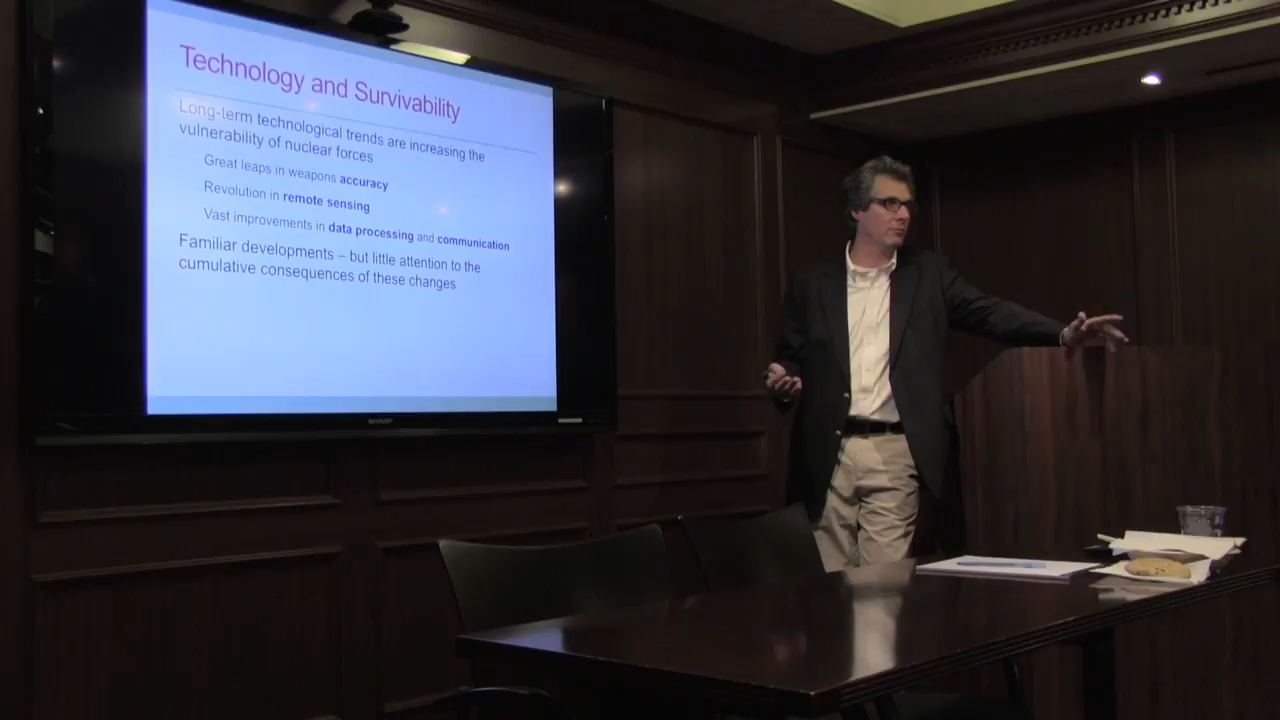 Technology and Survivability
Long-term technological trends are increasing the
vulnerability of nuclear forces
Great leaps in weapons accuracy
Revolution in remote sensing
Vast improvements in data processing and communication
Familiar developments – but little attention to the
cumulative consequences of these changes
SHARP